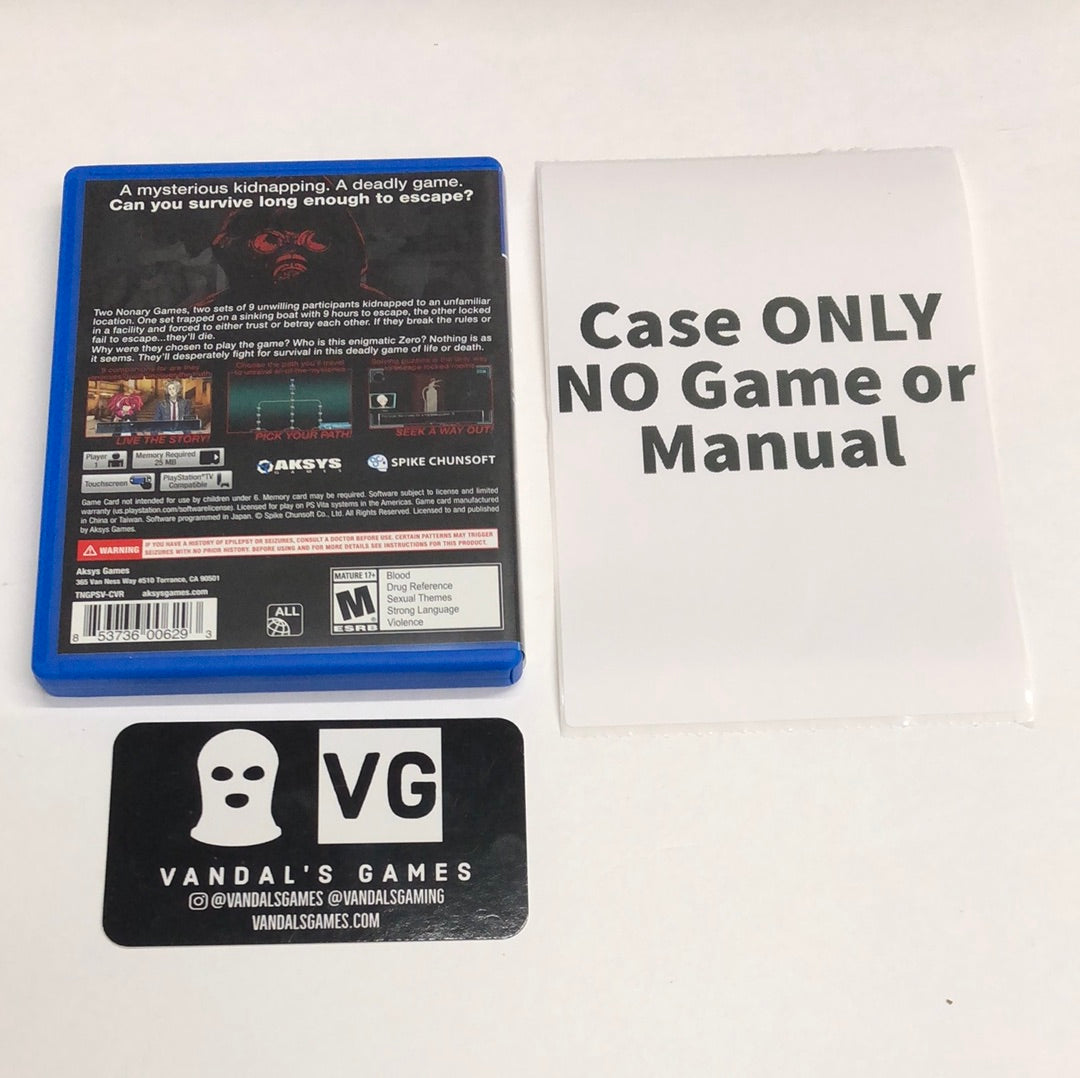 A mysterious kidnapping. A deadly game.
Can you survive long enough to escape?
Two Nonary Games, two sets of 9 unwilling participants kidnapped to an unfamiliar
location. One set trapped on a sinking boat with 9 hours to escape, the other locked
in a facility and forced to either trust or betray each other. If they break the rules or
fail to escape...they'll die.
Why were they chosen to play the game? Who is this enigmatic Zero? Nothing is as
it seems. They'll desperately fight for survival in this deadly game of life or death.
Choose the path you'll travel
LIVE THE STORY!
PICK YOUR PATH!
SEEK A WAY OUT!
Player
1
Memory Required
25 MB
Touchscreen
PlayStation®TV
Compatible
AKSYS
GAMES
SPIKE CHUNSOFT
Game Card not intended for use by children under 6. Memory card may be required. Software subject to license and limited
warranty (us.playstation.com/softwarelicense). Licensed for play on PS Vita systems in the Americas. Game card manufactured
in China or Taiwan. Software programmed in Japan. © Spike Chunsoft Co., Ltd. All Rights Reserved. Licensed to and published
by Aksys Games.
WARNING
IF YOU HAVE A HISTORY OF EPILEPSY OR SEIZURES, CONSULT A DOCTOR BEFORE USE. CERTAIN PATTERNS MAY TRIGGER
SEIZURES WITH NO PRIOR HISTORY. BEFORE USING AND FOR MORE DETAILS SEE INSTRUCTIONS FOR THIS PRODUCT.
Aksys Games
365 Van Ness Way #510 Torrance, CA 90501
TNGPSV-CVR aksysgames.com
8 53736 00629 3
ALL
MATURE 17+
M
ESRB
Blood
Drug Reference
Sexual Themes
Strong Language
Violence
Case ONLY
NO Game or
Manual
VG
VANDAL'S GAMES
@VANDALSGAMES @VANDALSGAMING
VANDALSGAMES.COM